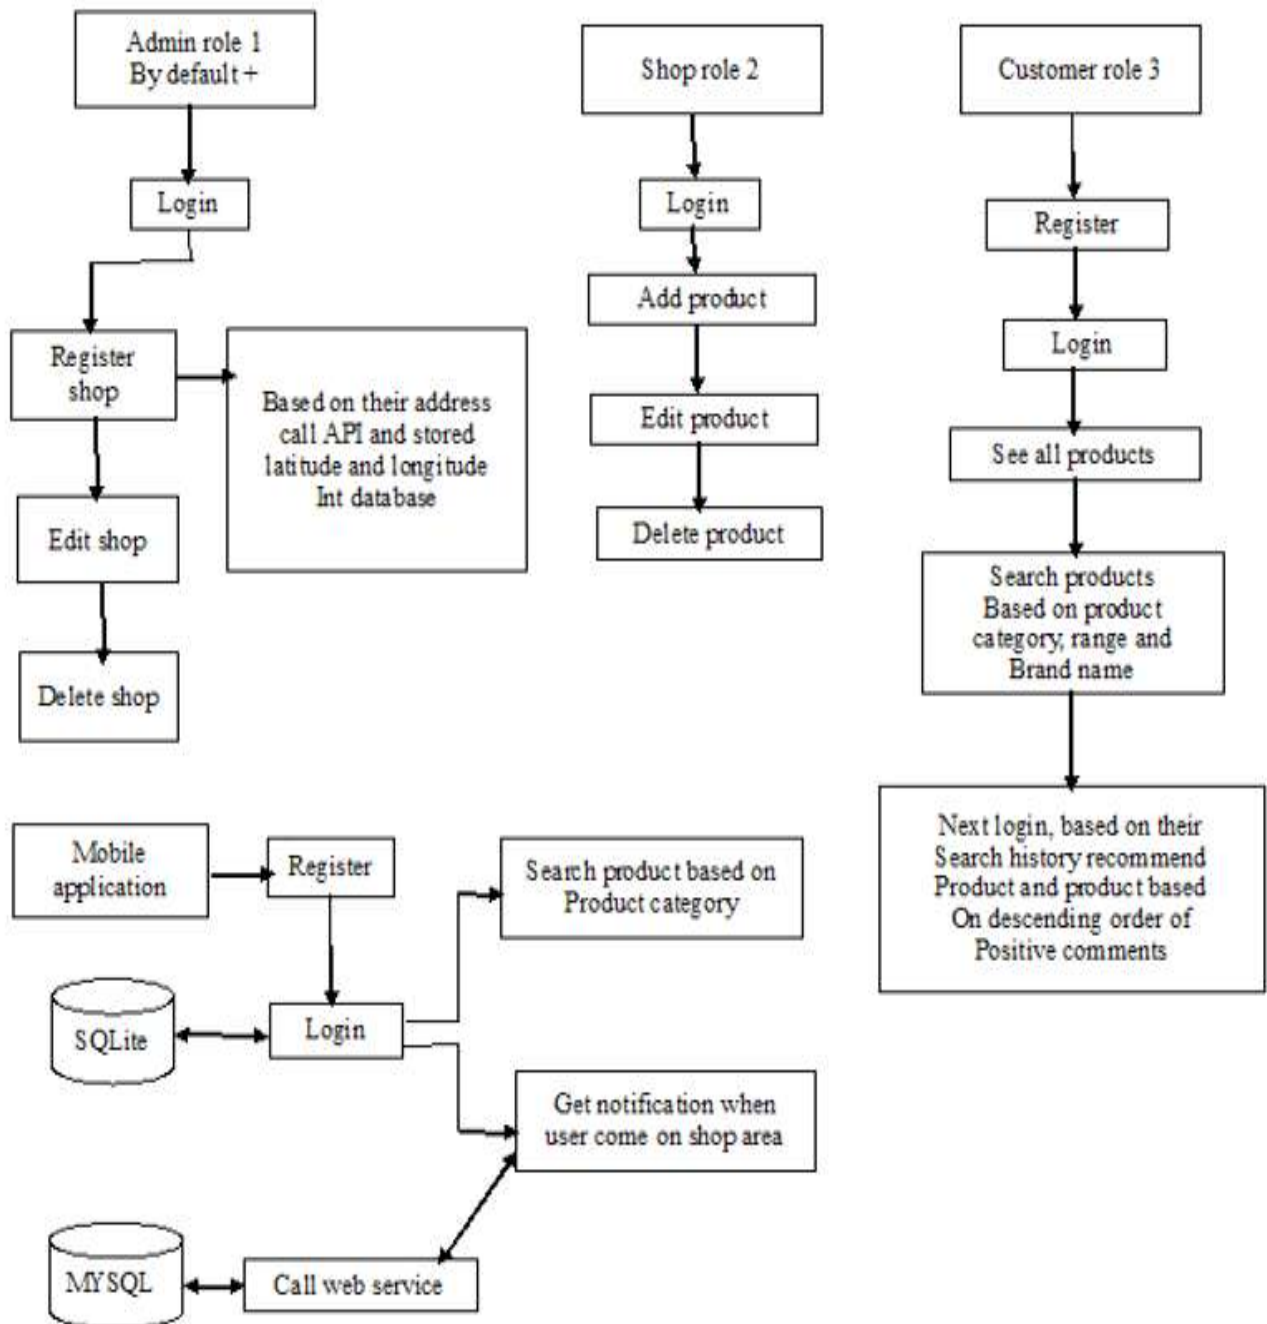 Admin role 1
By default +
Login
Register
shop
Based on their address
call API and stored
latitude and longitude
Int database
Edit shop
Delete shop
Shop role 2
Login
Add product
Edit product
Delete product
Customer role 3
Register
Login
See all products
Search products
Based on product
category, range and
Brand name
Next login, based on their
Search history recommend
Product and product based
On descending order of
Positive comments
Mobile
application
Register
Search product based on
Product category
SQLite
Login
Get notification when
user come on shop area
MYSQL
Call web service